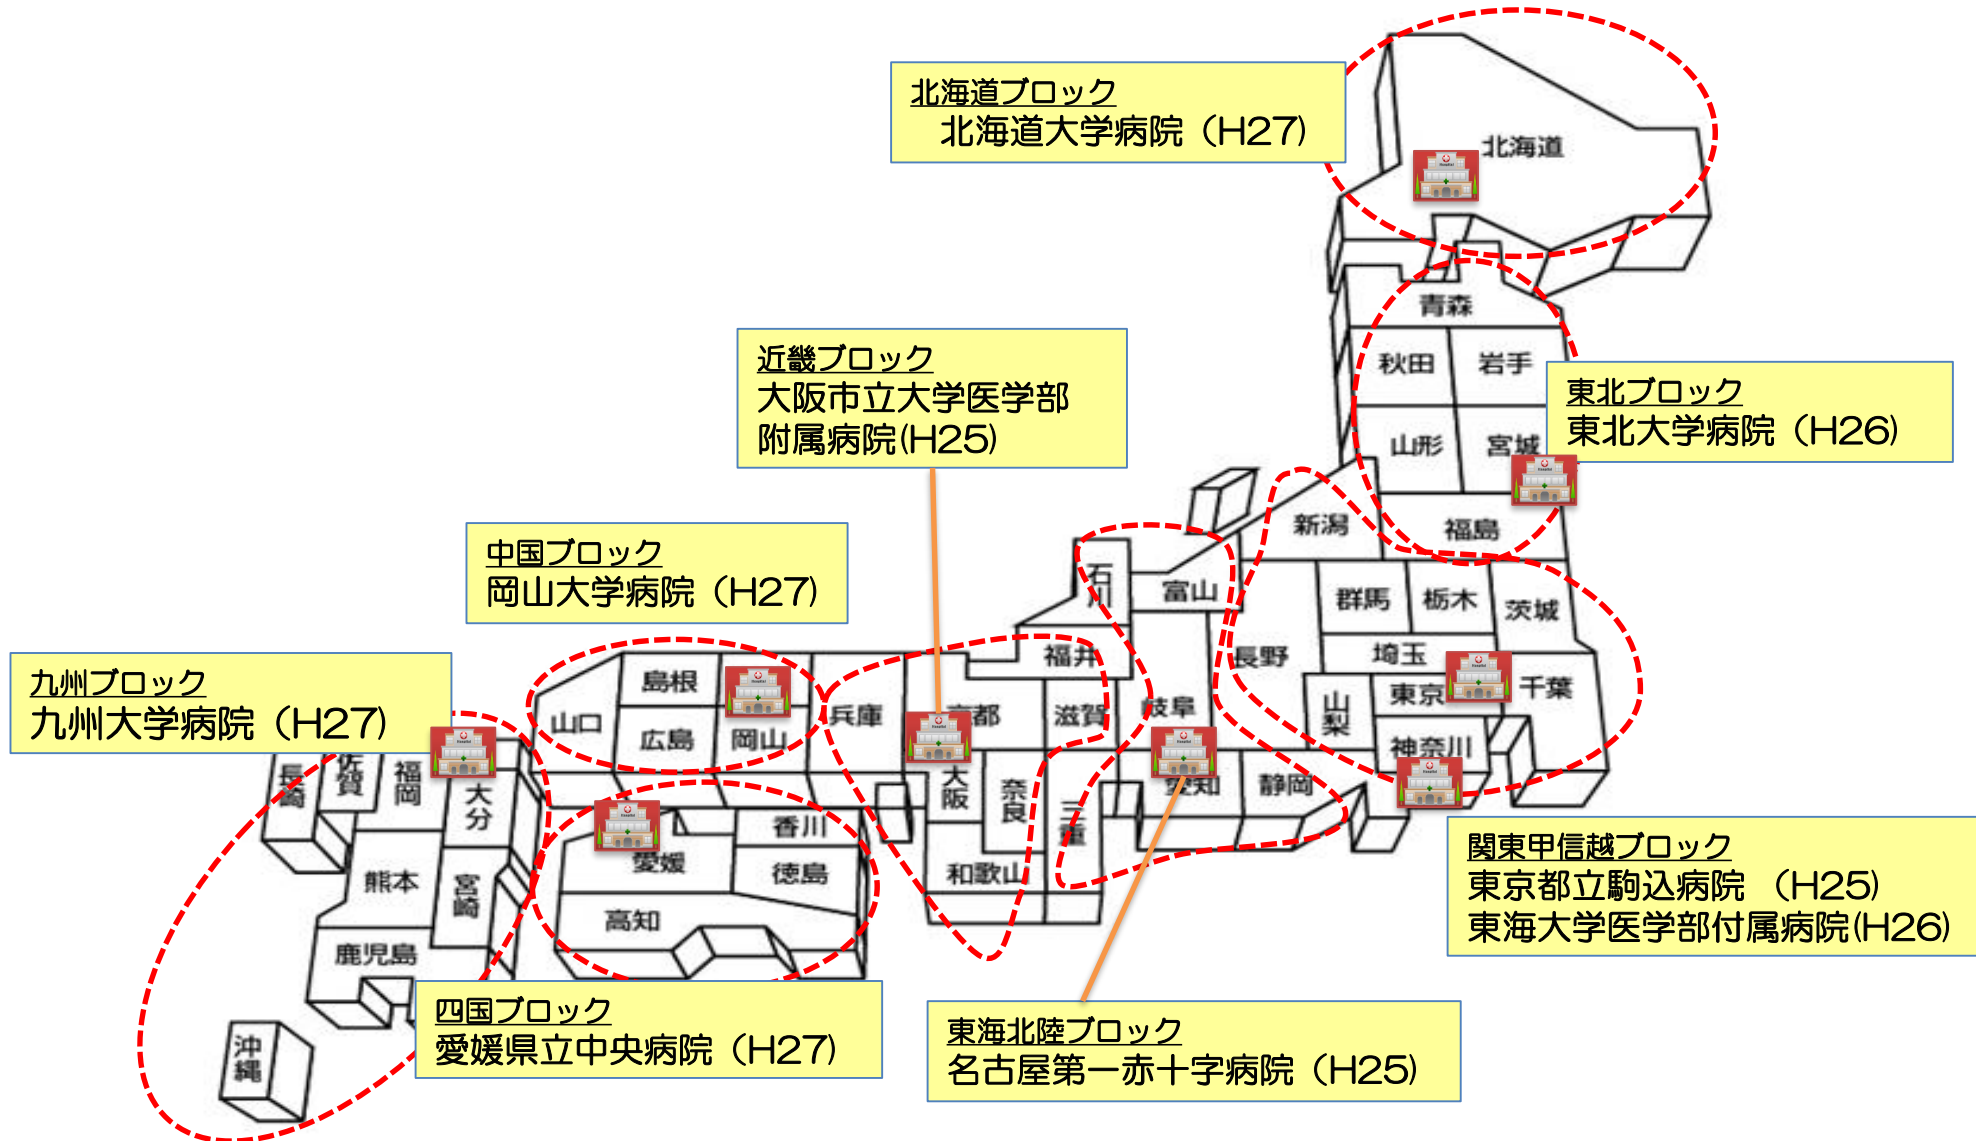 北海道ブロック
北海道大学病院（H27）
北海道
青森
秋田
岩手
近畿ブロック
大阪市立大学医学部
附属病院(H25)
東北ブロック
東北大学病院（H26）
山形
宮城
新潟
福島
中国ブロック
岡山大学病院（H27）
石川
富山
群馬
栃木
茨城
九州ブロック
九州大学病院（H27）
島根
福井
長野
埼玉
山口
広島
岡山
兵庫
京都
滋賀
岐阜
山梨
東京
千葉
神奈川
長崎
佐賀
福岡
大分
大阪
奈良
三重
愛知
静岡
香川
愛媛
徳島
和歌山
熊本
宮崎
高知
鹿児島
関東甲信越ブロック
東京都立駒込病院　（H25）
東海大学医学部付属病院(H26)
沖縄
四国ブロック
愛媛県立中央病院（H27）
東海北陸ブロック
名古屋第一赤十字病院（H25）